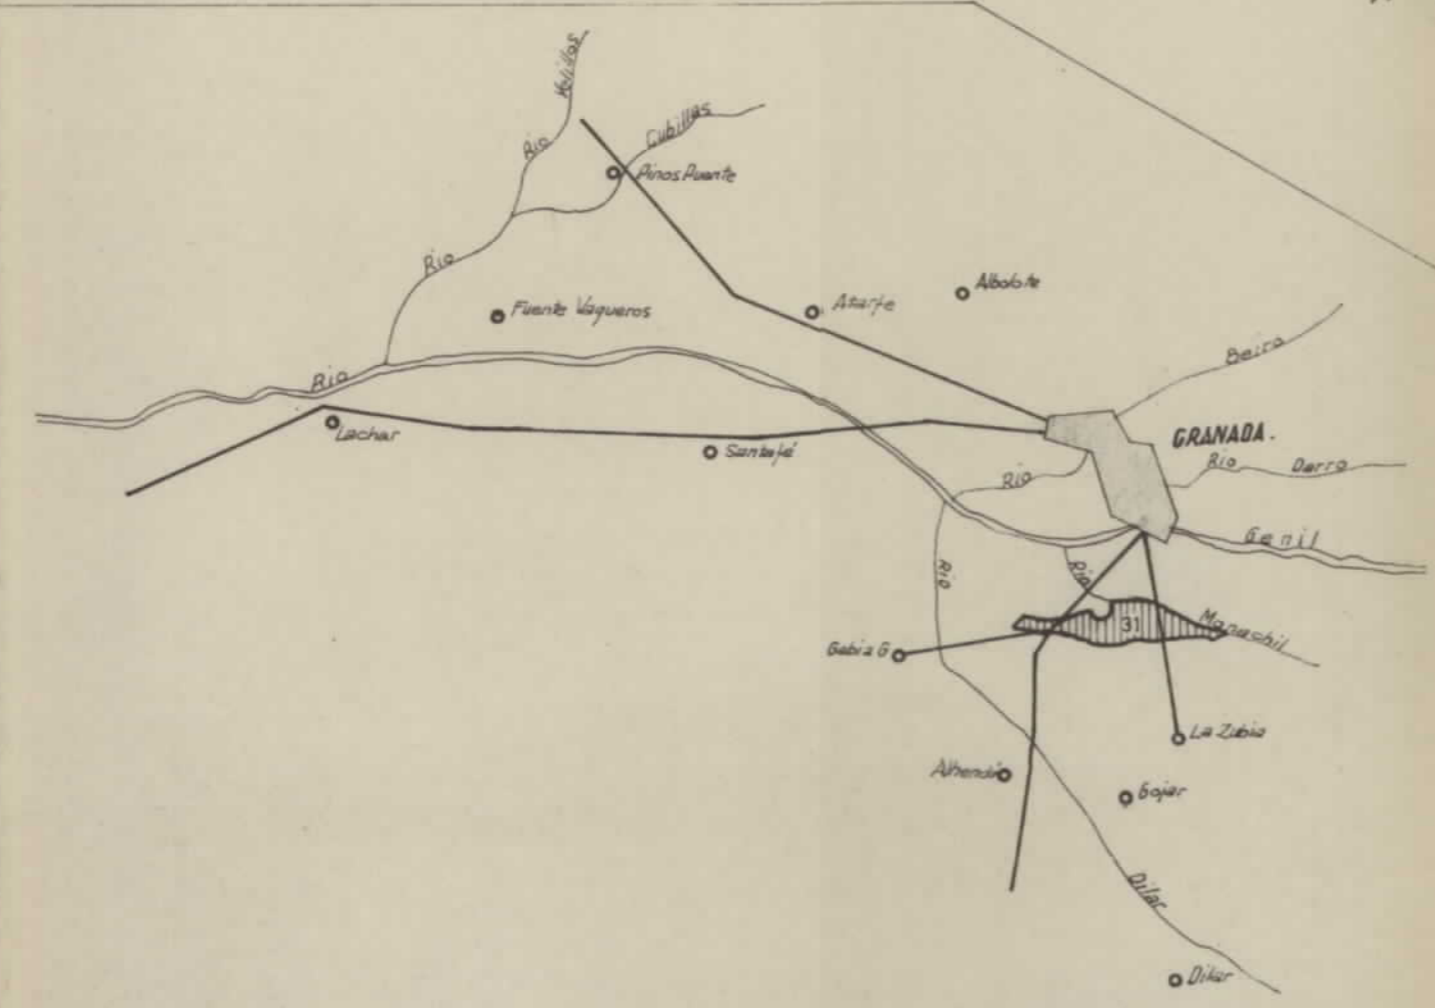 Rio Velillos
Cubillas
Pinos Puente
Rio
Fuente Vaqueros
Atarfe
Albolote
Beiro
Rio
Lachar
Santafé
GRANADA.
Rio
Rio Darro
Genil
Rio
Rio
31
Monachil
Gabia G
La Zubia
Alhendín
Gojar
Dilar
Dilar